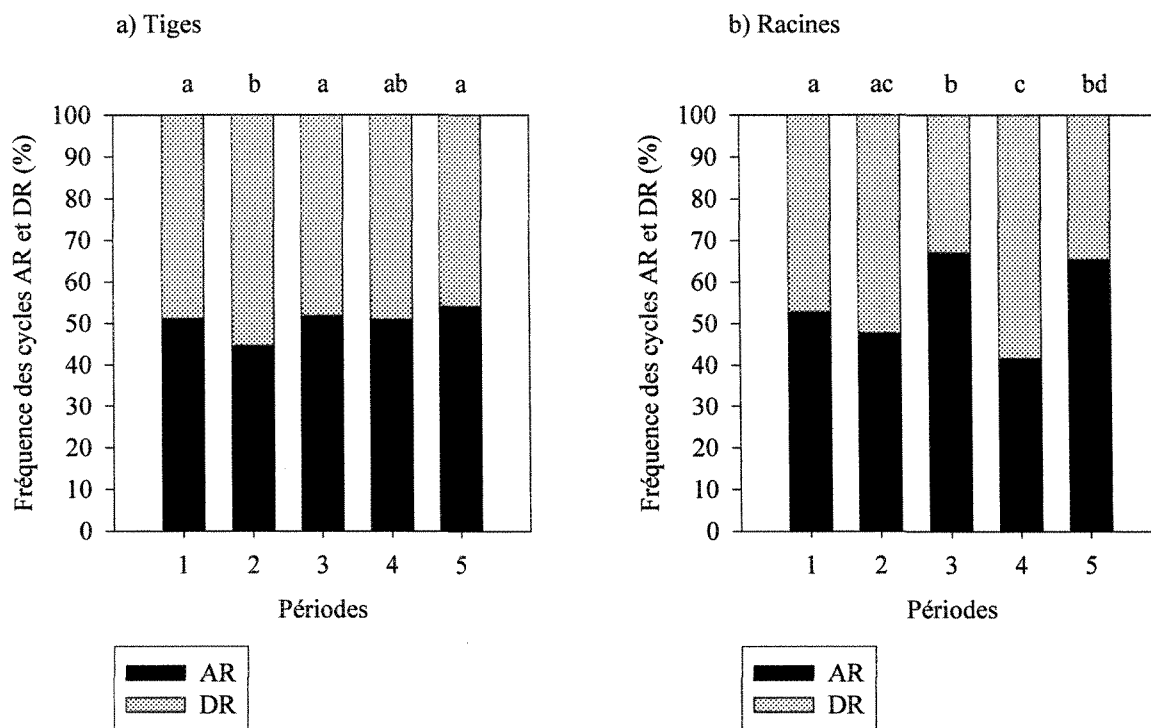 a) Tiges
a b a ab a
Fréquence des cycles AR et DR (%)
100
90
80
70
60
50
40
30
20
10
0
1 2 3 4 5
Périodes
AR
DR
b) Racines
a ac b c bd
Fréquence des cycles AR et DR (%)
100
90
80
70
60
50
40
30
20
10
0
1 2 3 4 5
Périodes
AR
DR